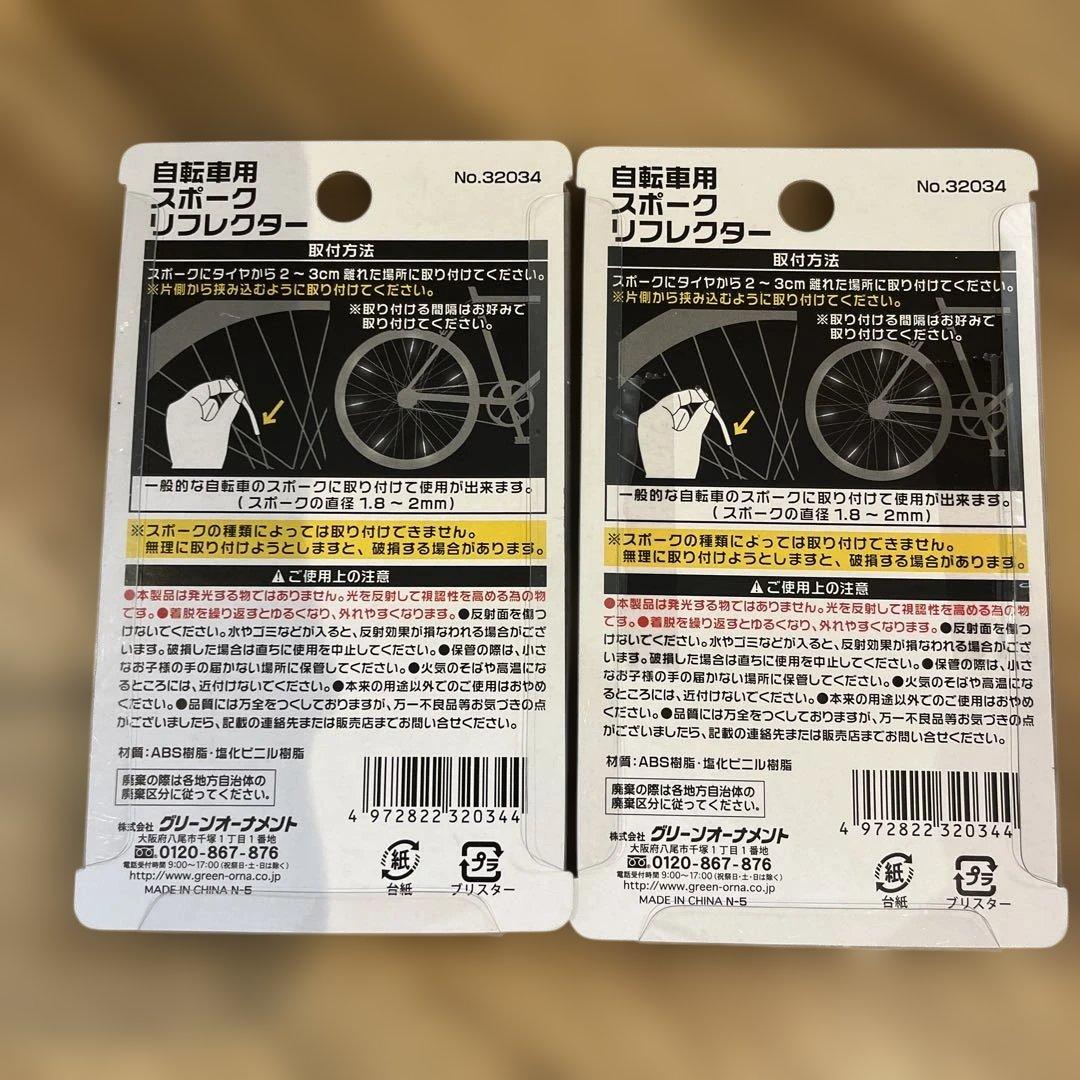 自転車用
スポーク
リフレクター
No.32034
取付方法
スポークにタイヤから2～3cm離れた場所に取り付けてください。
※片側から挟み込むように取り付けてください。
※取り付ける間隔はお好みで
取り付けてください。
一般的な自転車のスポークに取り付けて使用が出来ます。
(スポークの直径1.8～2mm)
※スポークの種類によっては取り付けできません。
無理に取り付けようとしますと、破損する場合があります。
⚠ご使用上の注意
●本製品は発光する物ではありません。光を反射して視認性を高める為の物
です。●着脱を繰り返すとゆるくなり、外れやすくなります。●反射面を傷つ
けないでください。水やゴミなどが入ると、反射効果が損なわれる場合がござ
います。破損した場合は直ちに使用を中止してください。●保管の際は、小さ
なお子様の手の届かない場所に保管してください。●火気のそばや高温にな
るところには、近付けないでください。●本来の用途以外でのご使用はおやめ
ください。●品質には万全をつくしておりますが、万一不良品等お気づきの点
がございましたら、記載の連絡先または販売店までお問い合せください。
材質:ABS樹脂・塩化ビニル樹脂
廃棄の際は各地方自治体の
廃棄区分に従ってください。
4 972822 320344
株式会社 グリーンオーナメント
大阪府八尾市千塚1丁目1番地
0120-867-876
電話受付時間 9:00～17:00(祝祭日・土・日は除く)
http://www.green-orna.co.jp
MADE IN CHINA N-5
紙
台紙
プラ
ブリスター
自転車用
スポーク
リフレクター
No.32034
取付方法
スポークにタイヤから2～3cm離れた場所に取り付けてください。
※片側から挟み込むように取り付けてください。
※取り付ける間隔はお好みで
取り付けてください。
一般的な自転車のスポークに取り付けて使用が出来ます。
(スポークの直径1.8～2mm)
※スポークの種類によっては取り付けできません。
無理に取り付けようとしますと、破損する場合があります。
⚠ご使用上の注意
●本製品は発光する物ではありません。光を反射して視認性を高める為の物
です。●着脱を繰り返すとゆるくなり、外れやすくなります。●反射面を傷つ
けないでください。水やゴミなどが入ると、反射効果が損なわれる場合がござい
ます。破損した場合は直ちに使用を中止してください。●保管の際は、小さ
なお子様の手の届かない場所に保管してください。●火気のそばや高温にな
るところには、近付けないでください。●本来の用途以外でのご使用はおやめ
ください。●品質には万全をつくしておりますが、万一不良品等お気づきの点
がございましたら、記載の連絡先または販売店までお問い合せください。
材質:ABS樹脂・塩化ビニル樹脂
廃棄の際は各地方自治体の
廃棄区分に従ってください。
4 972822 320344
株式会社 グリーンオーナメント
大阪府八尾市千塚1丁目1番地
0120-867-876
電話受付時間 9:00～17:00(祝祭日・土・日は除く)
http://www.green-orna.co.jp
MADE IN CHINA N-5
紙
台紙
プラ
ブリスター